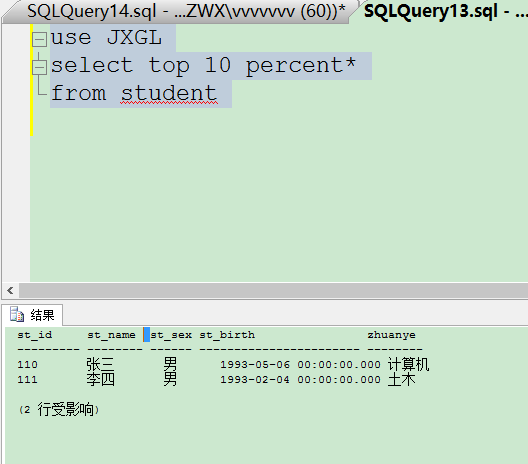 SQLQuery14.sql - ...ZWX\vvvvvvv (60))* SQLQuery13.sql - ...
use JXGL
select top 10 percent*
from student
结果
st_id st_name st_sex st_birth zhuanye
--------- -------- ------ ----------------------- ---------
110 张三 男 1993-05-06 00:00:00.000 计算机
111 李四 男 1993-02-04 00:00:00.000 土木
(2 行受影响)